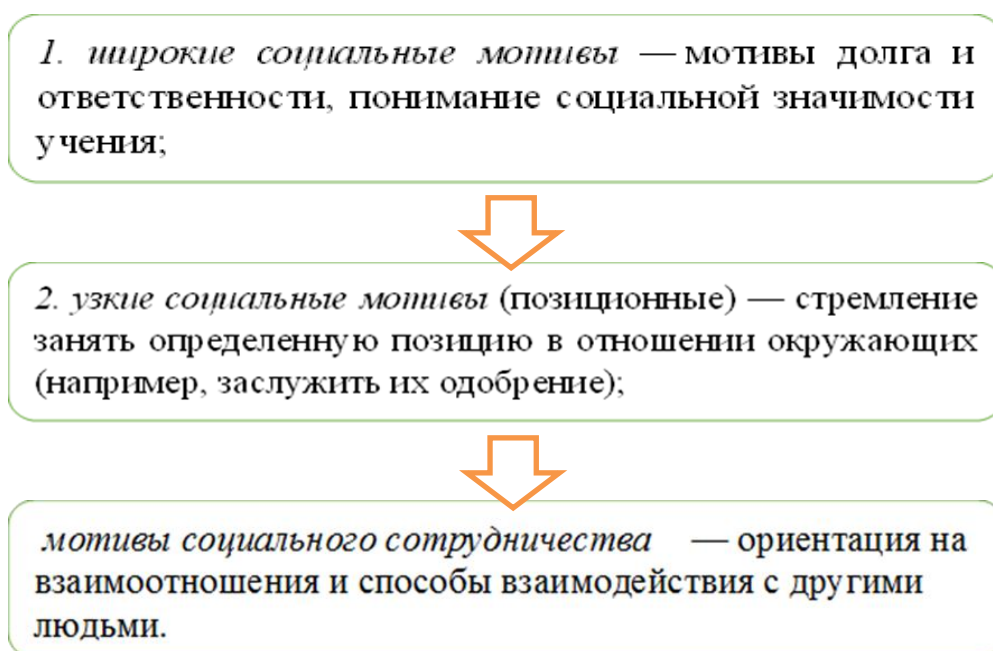 1. широкие социальные мотивы — мотивы долга и
ответственности, понимание социальной значимости
учения;
2. узкие социальные мотивы (позиционные) — стремление
занять определенную позицию в отношении окружающих
(например, заслужить их одобрение);
мотивы социального сотрудничества — ориентация на
взаимоотношения и способы взаимодействия с другими
людьми.